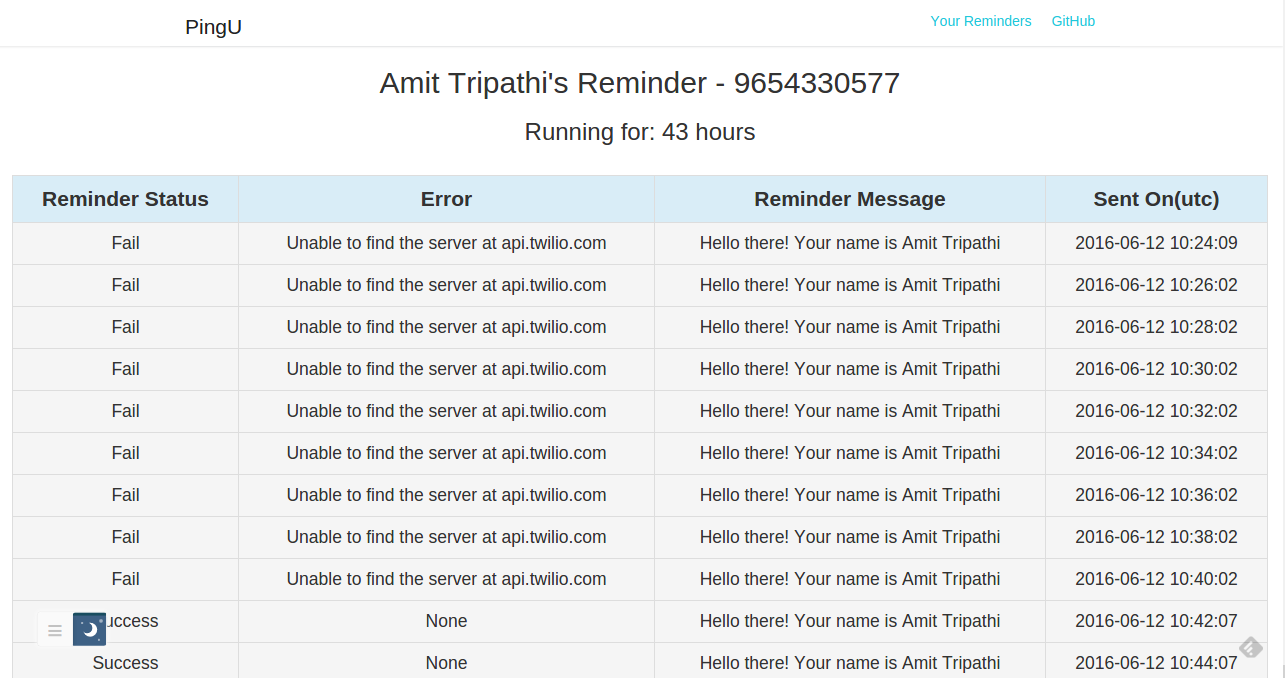 PingU Your Reminders GitHub
Amit Tripathi's Reminder - 9654330577
Running for: 43 hours
Reminder Status Error Reminder Message Sent On(utc)
Fail Unable to find the server at api.twilio.com Hello there! Your name is Amit Tripathi 2016-06-12 10:24:09
Fail Unable to find the server at api.twilio.com Hello there! Your name is Amit Tripathi 2016-06-12 10:26:02
Fail Unable to find the server at api.twilio.com Hello there! Your name is Amit Tripathi 2016-06-12 10:28:02
Fail Unable to find the server at api.twilio.com Hello there! Your name is Amit Tripathi 2016-06-12 10:30:02
Fail Unable to find the server at api.twilio.com Hello there! Your name is Amit Tripathi 2016-06-12 10:32:02
Fail Unable to find the server at api.twilio.com Hello there! Your name is Amit Tripathi 2016-06-12 10:34:02
Fail Unable to find the server at api.twilio.com Hello there! Your name is Amit Tripathi 2016-06-12 10:36:02
Fail Unable to find the server at api.twilio.com Hello there! Your name is Amit Tripathi 2016-06-12 10:38:02
Fail Unable to find the server at api.twilio.com Hello there! Your name is Amit Tripathi 2016-06-12 10:40:02
Success None Hello there! Your name is Amit Tripathi 2016-06-12 10:42:07
Success None Hello there! Your name is Amit Tripathi 2016-06-12 10:44:07